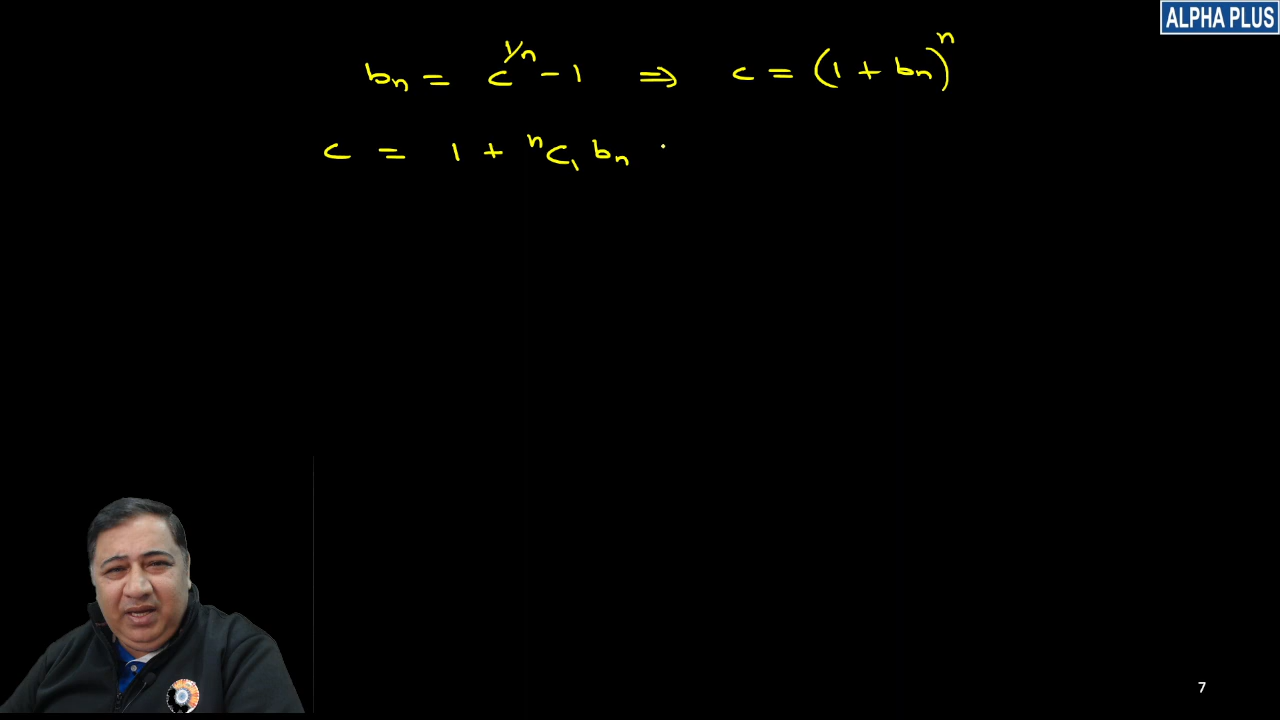 ALPHA PLUS
bₙ = c^(1/n) − 1 ⇒ c = (1 + bₙ)ⁿ
c = 1 + ⁿC₁ bₙ
7